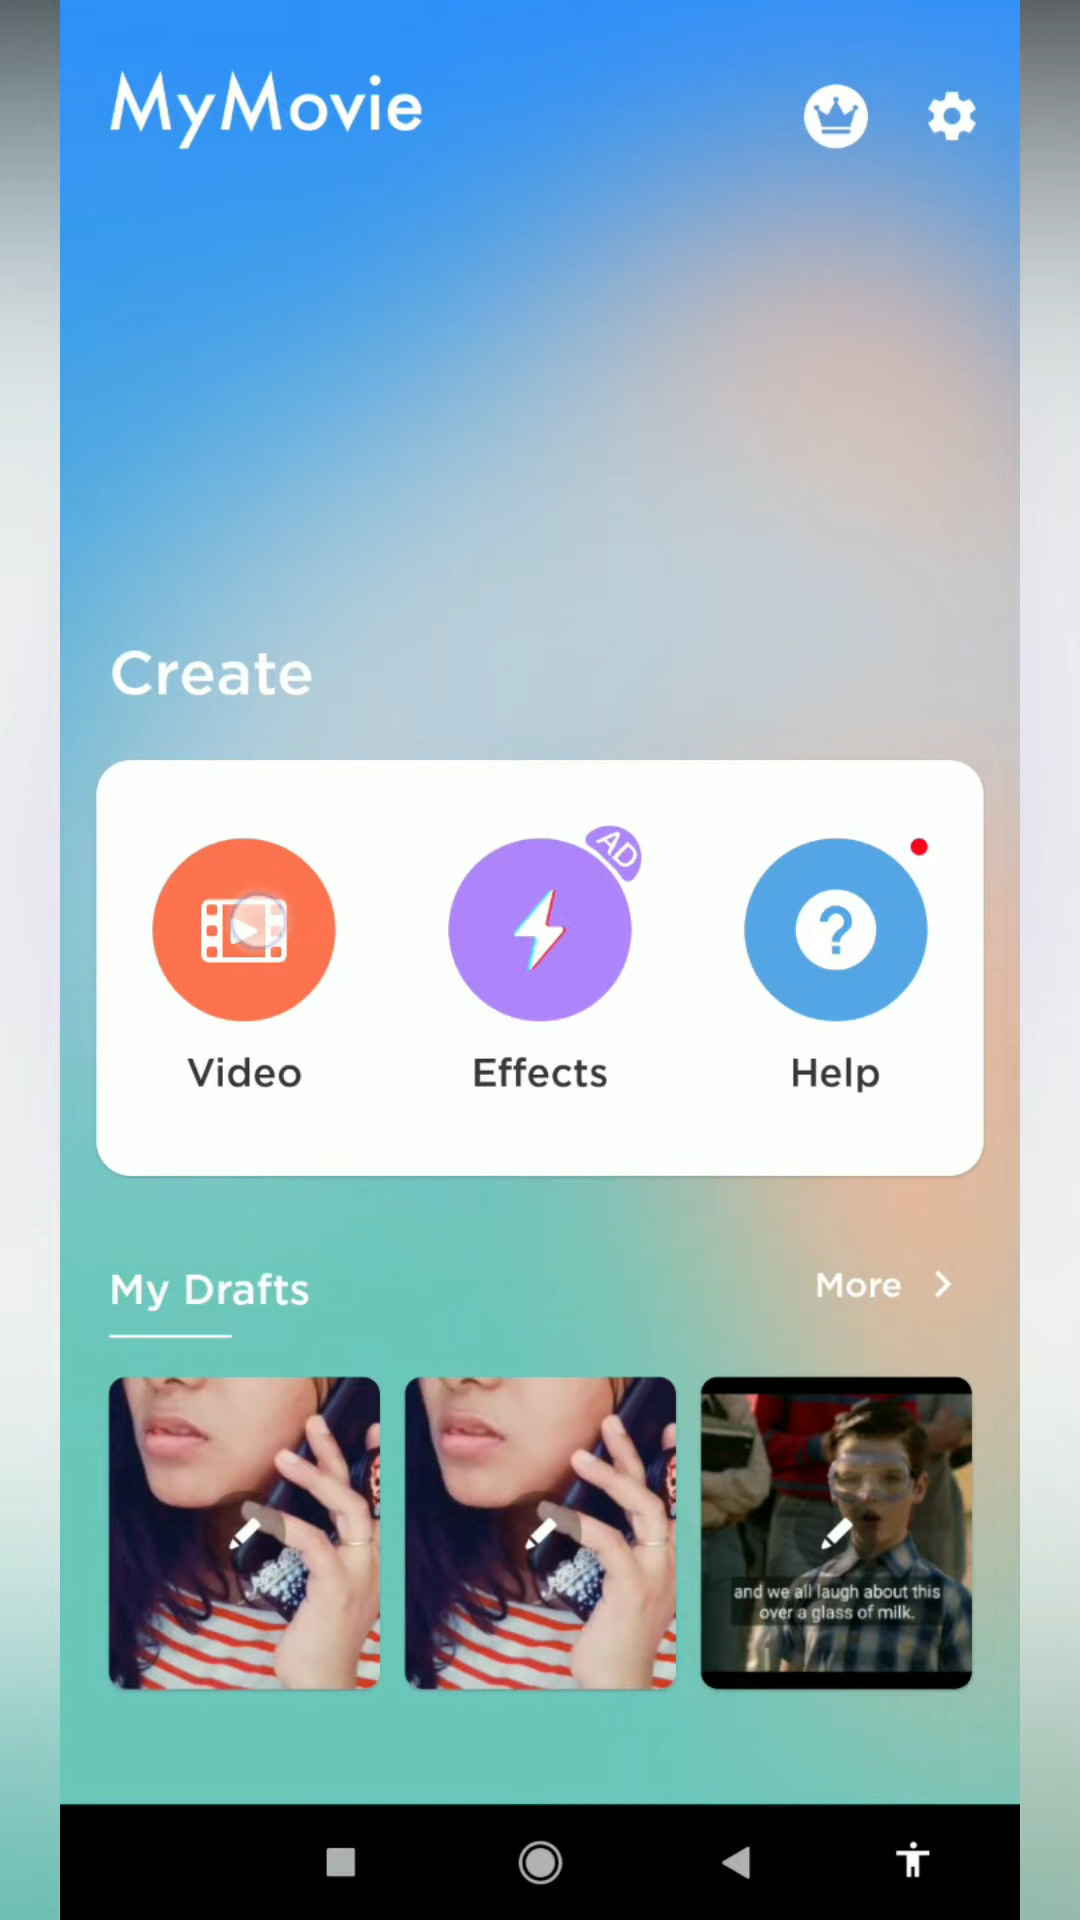 MyMovie
Create
AD
Video
Effects
Help
My Drafts
More
and we all laugh about this
over a glass of milk.